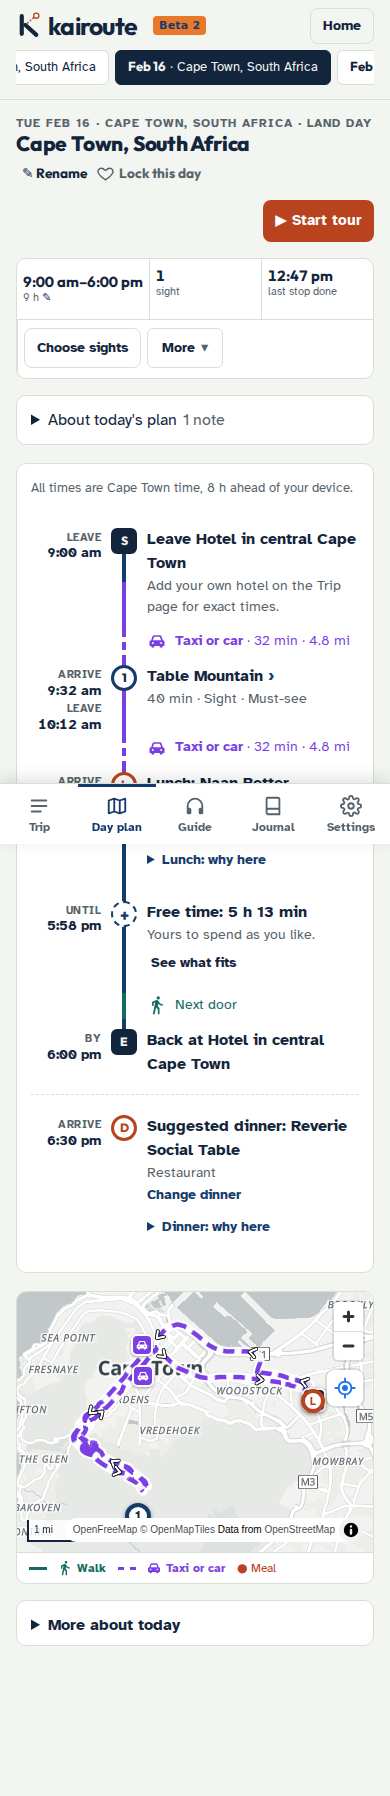 kairoute Beta 2 Home
, South Africa Feb 16 · Cape Town, South Africa Feb
TUE FEB 16 · CAPE TOWN, SOUTH AFRICA · LAND DAY
Cape Town, South Africa
✎ Rename Lock this day
▶ Start tour
9:00 am–6:00 pm
9 h ✎
1
sight
12:47 pm
last stop done
Choose sights More ▼
▶ About today's plan 1 note
All times are Cape Town time, 8 h ahead of your device.
LEAVE
9:00 am
S
Leave Hotel in central Cape
Town
Add your own hotel on the Trip
page for exact times.
Taxi or car · 32 min · 4.8 mi
ARRIVE
9:32 am
LEAVE
10:12 am
1
Table Mountain ›
40 min · Sight · Must-see
Taxi or car · 32 min · 4.8 mi
ARRIVE
Lunch: Naan Better
Trip Day plan Guide Journal Settings
▶ Lunch: why here
UNTIL
5:58 pm
+
Free time: 5 h 13 min
Yours to spend as you like.
See what fits
Next door
BY
6:00 pm
E
Back at Hotel in central
Cape Town
ARRIVE
6:30 pm
D
Suggested dinner: Reverie
Social Table
Restaurant
Change dinner
▶ Dinner: why here
SEA POINT
Cape Town
FRESNAYE
WOODSTOCK
L
M5
VREDEHOEK
THE GLEN
MOWBRAY
M3
1
1 mi
OpenFreeMap © OpenMapTiles Data from OpenStreetMap
Walk Taxi or car Meal
▶ More about today